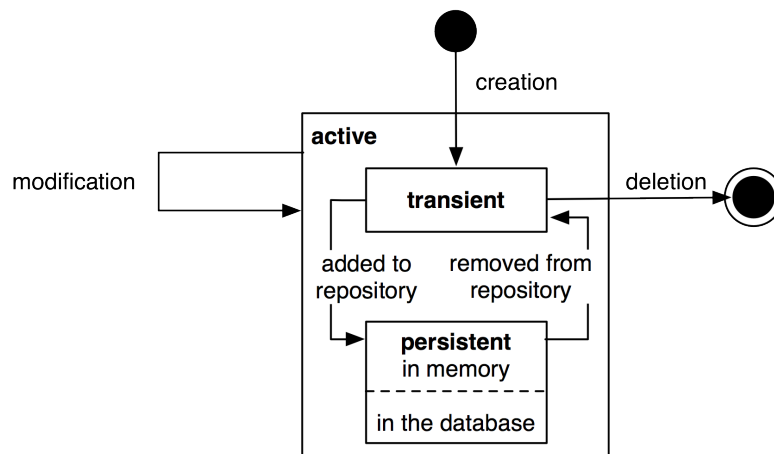 creation
active
modification
transient
deletion
added to
repository
removed from
repository
persistent
in memory
in the database